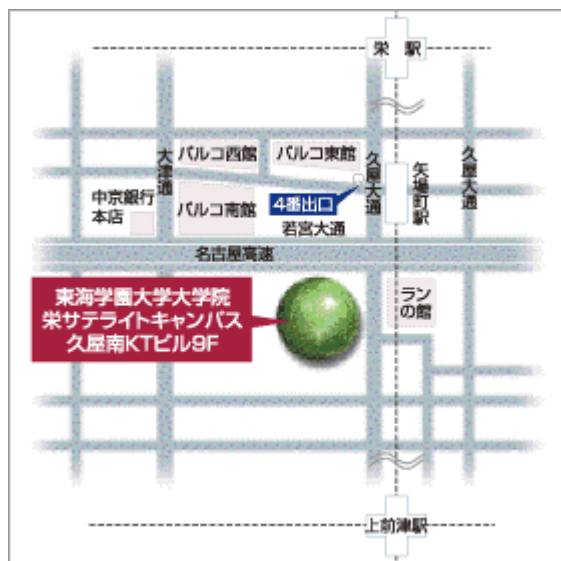 栄 駅
パルコ西館
パルコ東館
大津通
久屋大通
矢場町駅
久屋大通
中京銀行
本店
パルコ南館
4番出口
若宮大通
名古屋高速
東海学園大学大学院
栄サテライトキャンパス
久屋南KTビル9F
ラン
の館
上前津駅